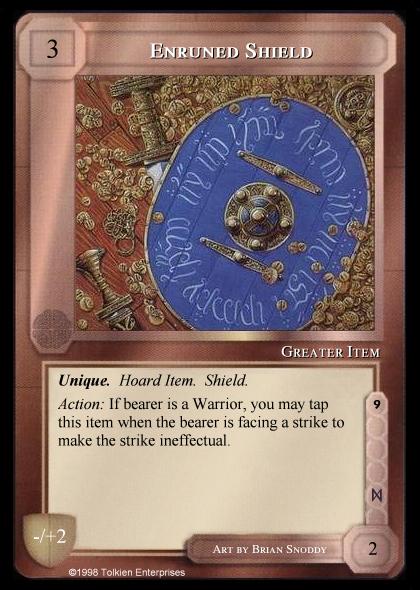 3
Enruned Shield
Greater Item
Unique. Hoard Item. Shield.
Action: If bearer is a Warrior, you may tap
this item when the bearer is facing a strike to
make the strike ineffectual.
9
ᛞ
-/+2
Art by Brian Snoddy
2
©1998 Tolkien Enterprises